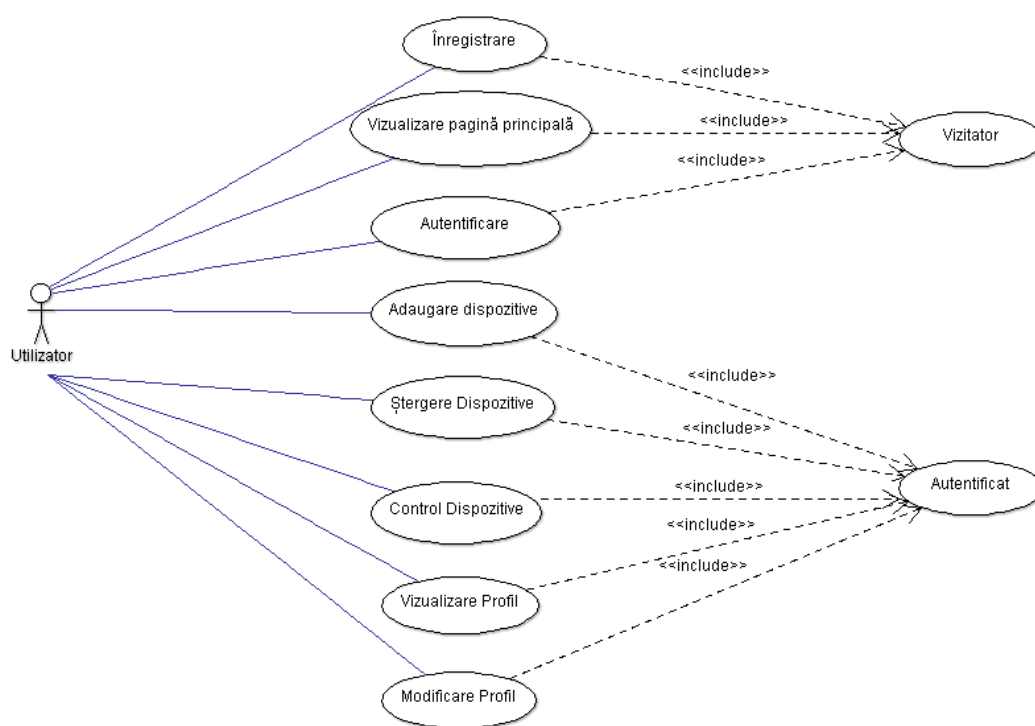 Înregistrare
<<include>>
Vizualizare pagină principală
<<include>>
Vizitator
<<include>>
Autentificare
Adaugare dispozitive
Utilizator
<<include>>
Ștergere Dispozitive
<<include>>
Autentificat
<<include>>
Control Dispozitive
<<include>>
<<include>>
Vizualizare Profil
Modificare Profil